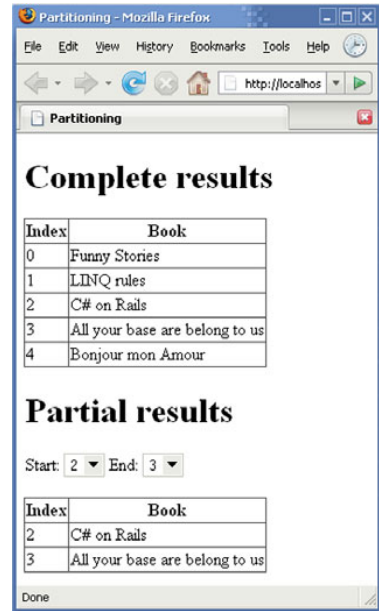 Partitioning - Mozilla Firefox
File Edit View History Bookmarks Tools Help
http://localhos
Partitioning
Complete results
Index Book
0 Funny Stories
1 LINQ rules
2 C# on Rails
3 All your base are belong to us
4 Bonjour mon Amour
Partial results
Start: 2 End: 3
Index Book
2 C# on Rails
3 All your base are belong to us
Done